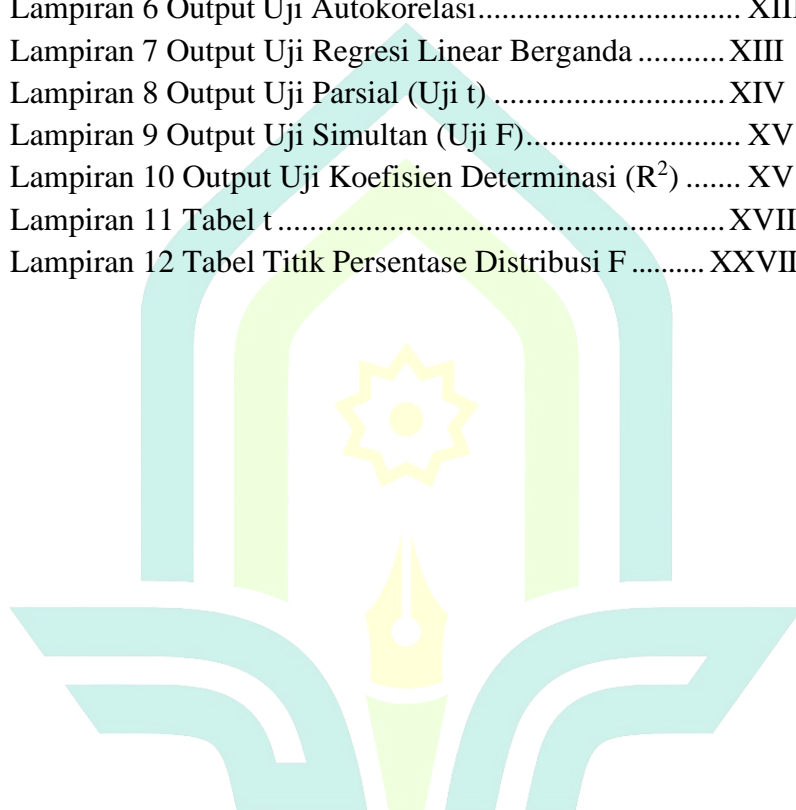 Lampiran 6 Output Uji Autokorelasi................................ XIII
Lampiran 7 Output Uji Regresi Linear Berganda ........... XIII
Lampiran 8 Output Uji Parsial (Uji t) ............................ XIV
Lampiran 9 Output Uji Simultan (Uji F).......................... XV
Lampiran 10 Output Uji Koefisien Determinasi (R²) ....... XV
Lampiran 11 Tabel t ...................................................... XVII
Lampiran 12 Tabel Titik Persentase Distribusi F ......... XXVII